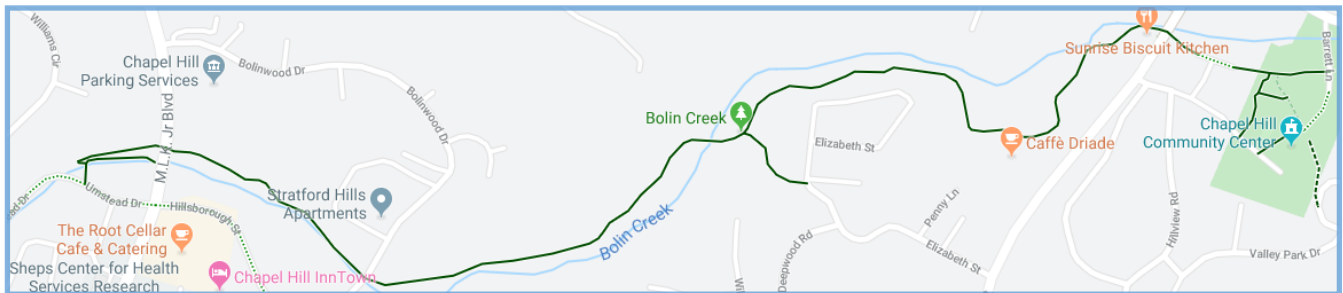 Williams Cir
Chapel Hill
Parking Services
Bolinwood Dr
Bolinwood Dr
M.L.K. Jr Blvd
Umstead Dr
Hillsborough St
Stratford Hills
Apartments
The Root Cellar
Cafe & Catering
Sheps Center for Health
Services Research
Chapel Hill InnTown
Bolin Creek
Bolin Creek
Elizabeth St
Caffè Driade
Sunrise Biscuit Kitchen
Barrett Ln
Chapel Hill
Community Center
Penny Ln
Deepwood Rd
Elizabeth St
Hillview Rd
Valley Park Dr